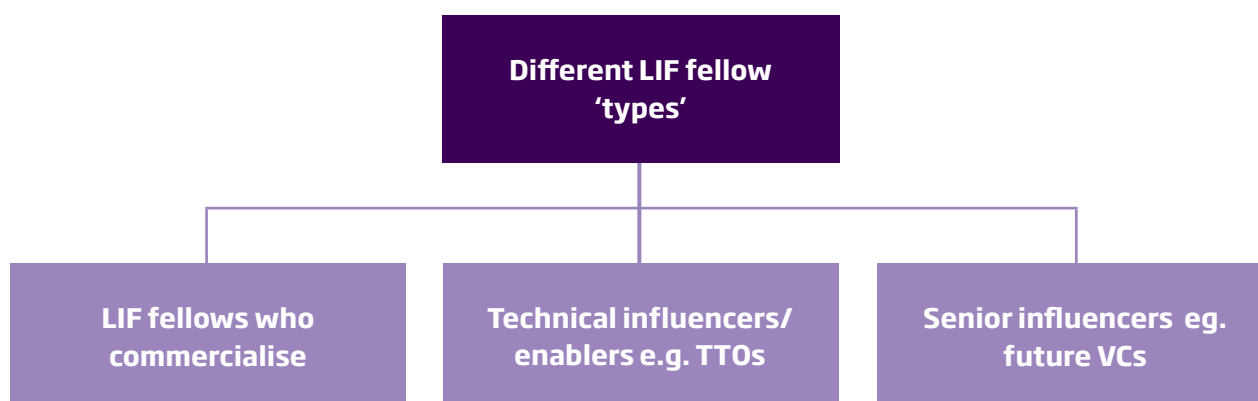 Different LIF fellow
‘types’
LIF fellows who
commercialise
Technical influencers/
enablers e.g. TTOs
Senior influencers eg.
future VCs